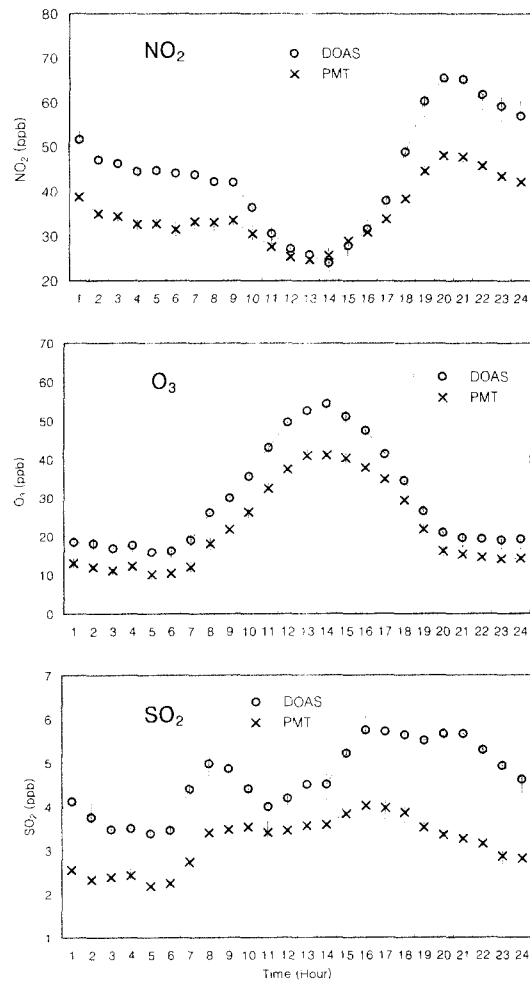 80
NO2
DOAS
PMT
70
60
50
40
30
20
NO2 (ppb)
1 2 3 4 5 6 7 8 9 10 11 12 13 14 15 16 17 18 19 20 21 22 23 24
70
O3
DOAS
PMT
60
50
40
30
20
10
0
O3 (ppb)
1 2 3 4 5 6 7 8 9 10 11 12 13 14 15 16 17 18 19 20 21 22 23 24
7
SO2
DOAS
PMT
6
5
4
3
2
1
SO2 (ppb)
1 2 3 4 5 6 7 8 9 10 11 12 13 14 15 16 17 18 19 20 21 22 23 24
Time (Hour)